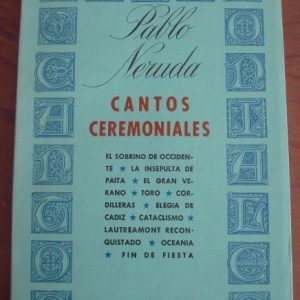 Pablo
Neruda
CANTOS
CEREMONIALES
EL SOBRINO DE OCCIDEN-
TE ★ LA INSEPULTA DE
PAITA ★ EL GRAN VE-
RANO ★ TORO ★ COR-
DILLERAS ★ ELEGIA DE
CADIZ ★ CATACLISMO ★
LAUTREAMONT RECON-
QUISTADO ★ OCEANIA
★ FIN DE FIESTA